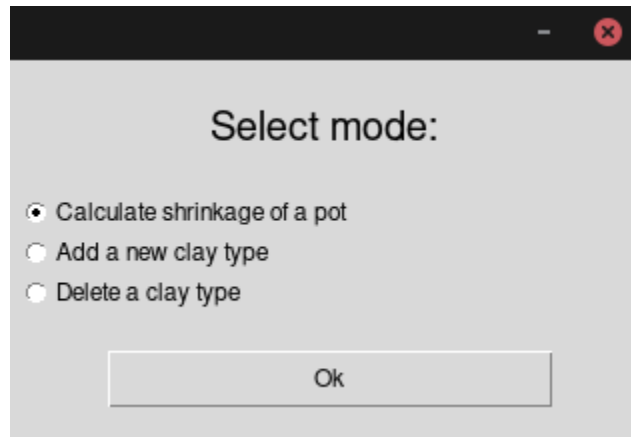 Select mode:
Calculate shrinkage of a pot
Add a new clay type
Delete a clay type
Ok